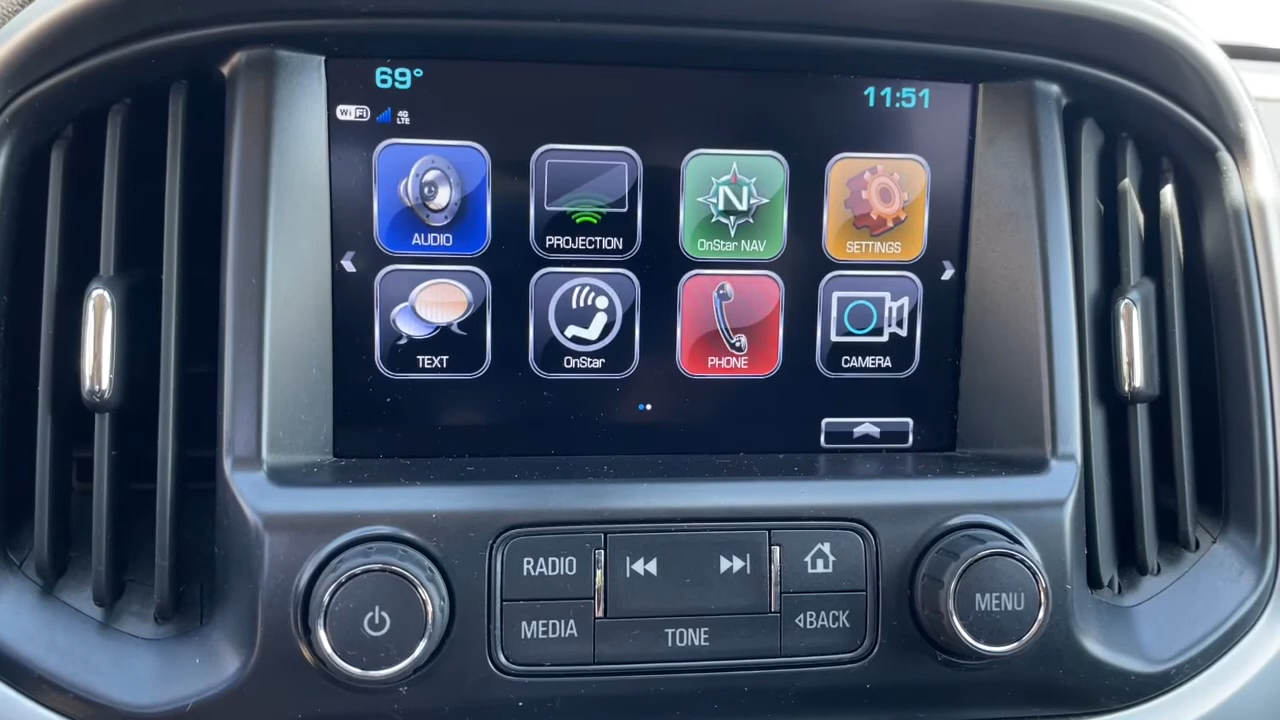 69°
11:51
WiFi
4G
LTE
AUDIO
PROJECTION
N
OnStar NAV
SETTINGS
TEXT
OnStar
PHONE
CAMERA
RADIO
MEDIA
TONE
BACK
MENU